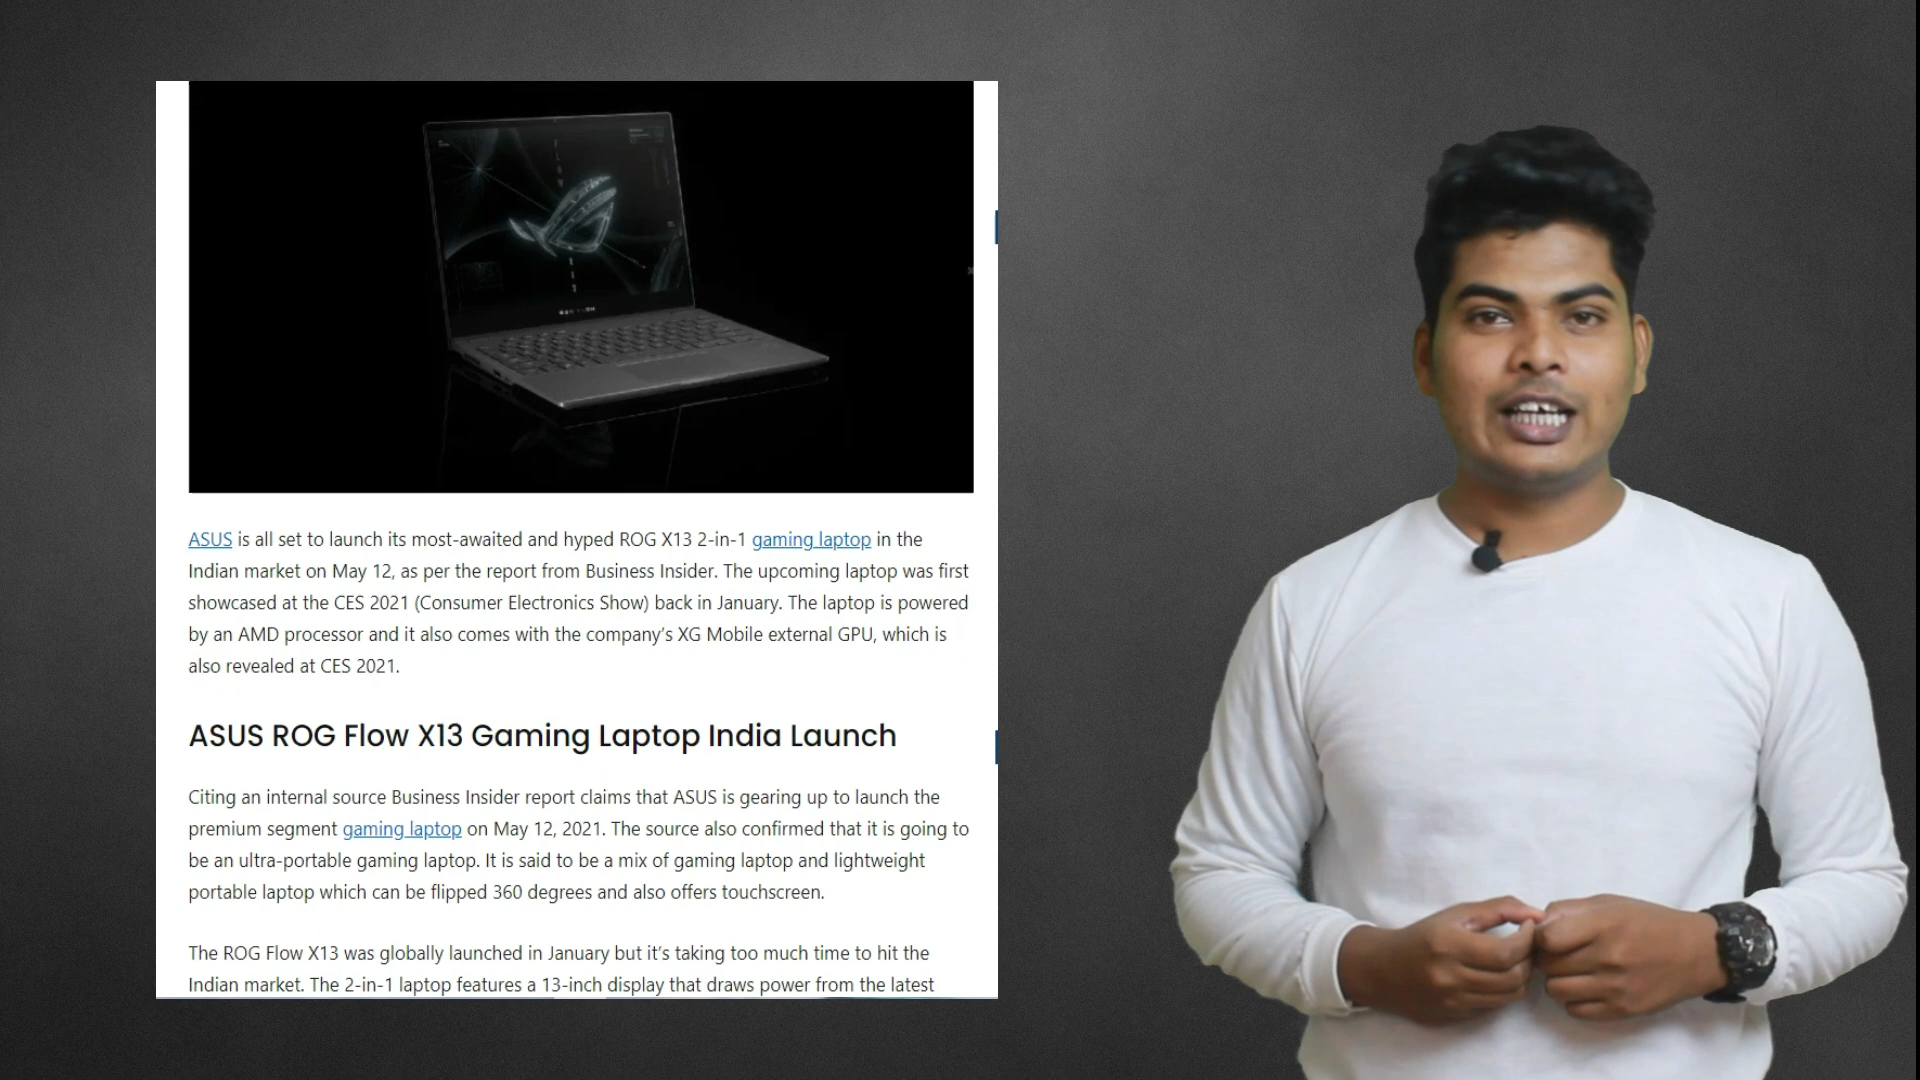 ASUS is all set to launch its most-awaited and hyped ROG X13 2-in-1 gaming laptop in the
Indian market on May 12, as per the report from Business Insider. The upcoming laptop was first
showcased at the CES 2021 (Consumer Electronics Show) back in January. The laptop is powered
by an AMD processor and it also comes with the company’s XG Mobile external GPU, which is
also revealed at CES 2021.
ASUS ROG Flow X13 Gaming Laptop India Launch
Citing an internal source Business Insider report claims that ASUS is gearing up to launch the
premium segment gaming laptop on May 12, 2021. The source also confirmed that it is going to
be an ultra-portable gaming laptop. It is said to be a mix of gaming laptop and lightweight
portable laptop which can be flipped 360 degrees and also offers touchscreen.
The ROG Flow X13 was globally launched in January but it’s taking too much time to hit the
Indian market. The 2-in-1 laptop features a 13-inch display that draws power from the latest